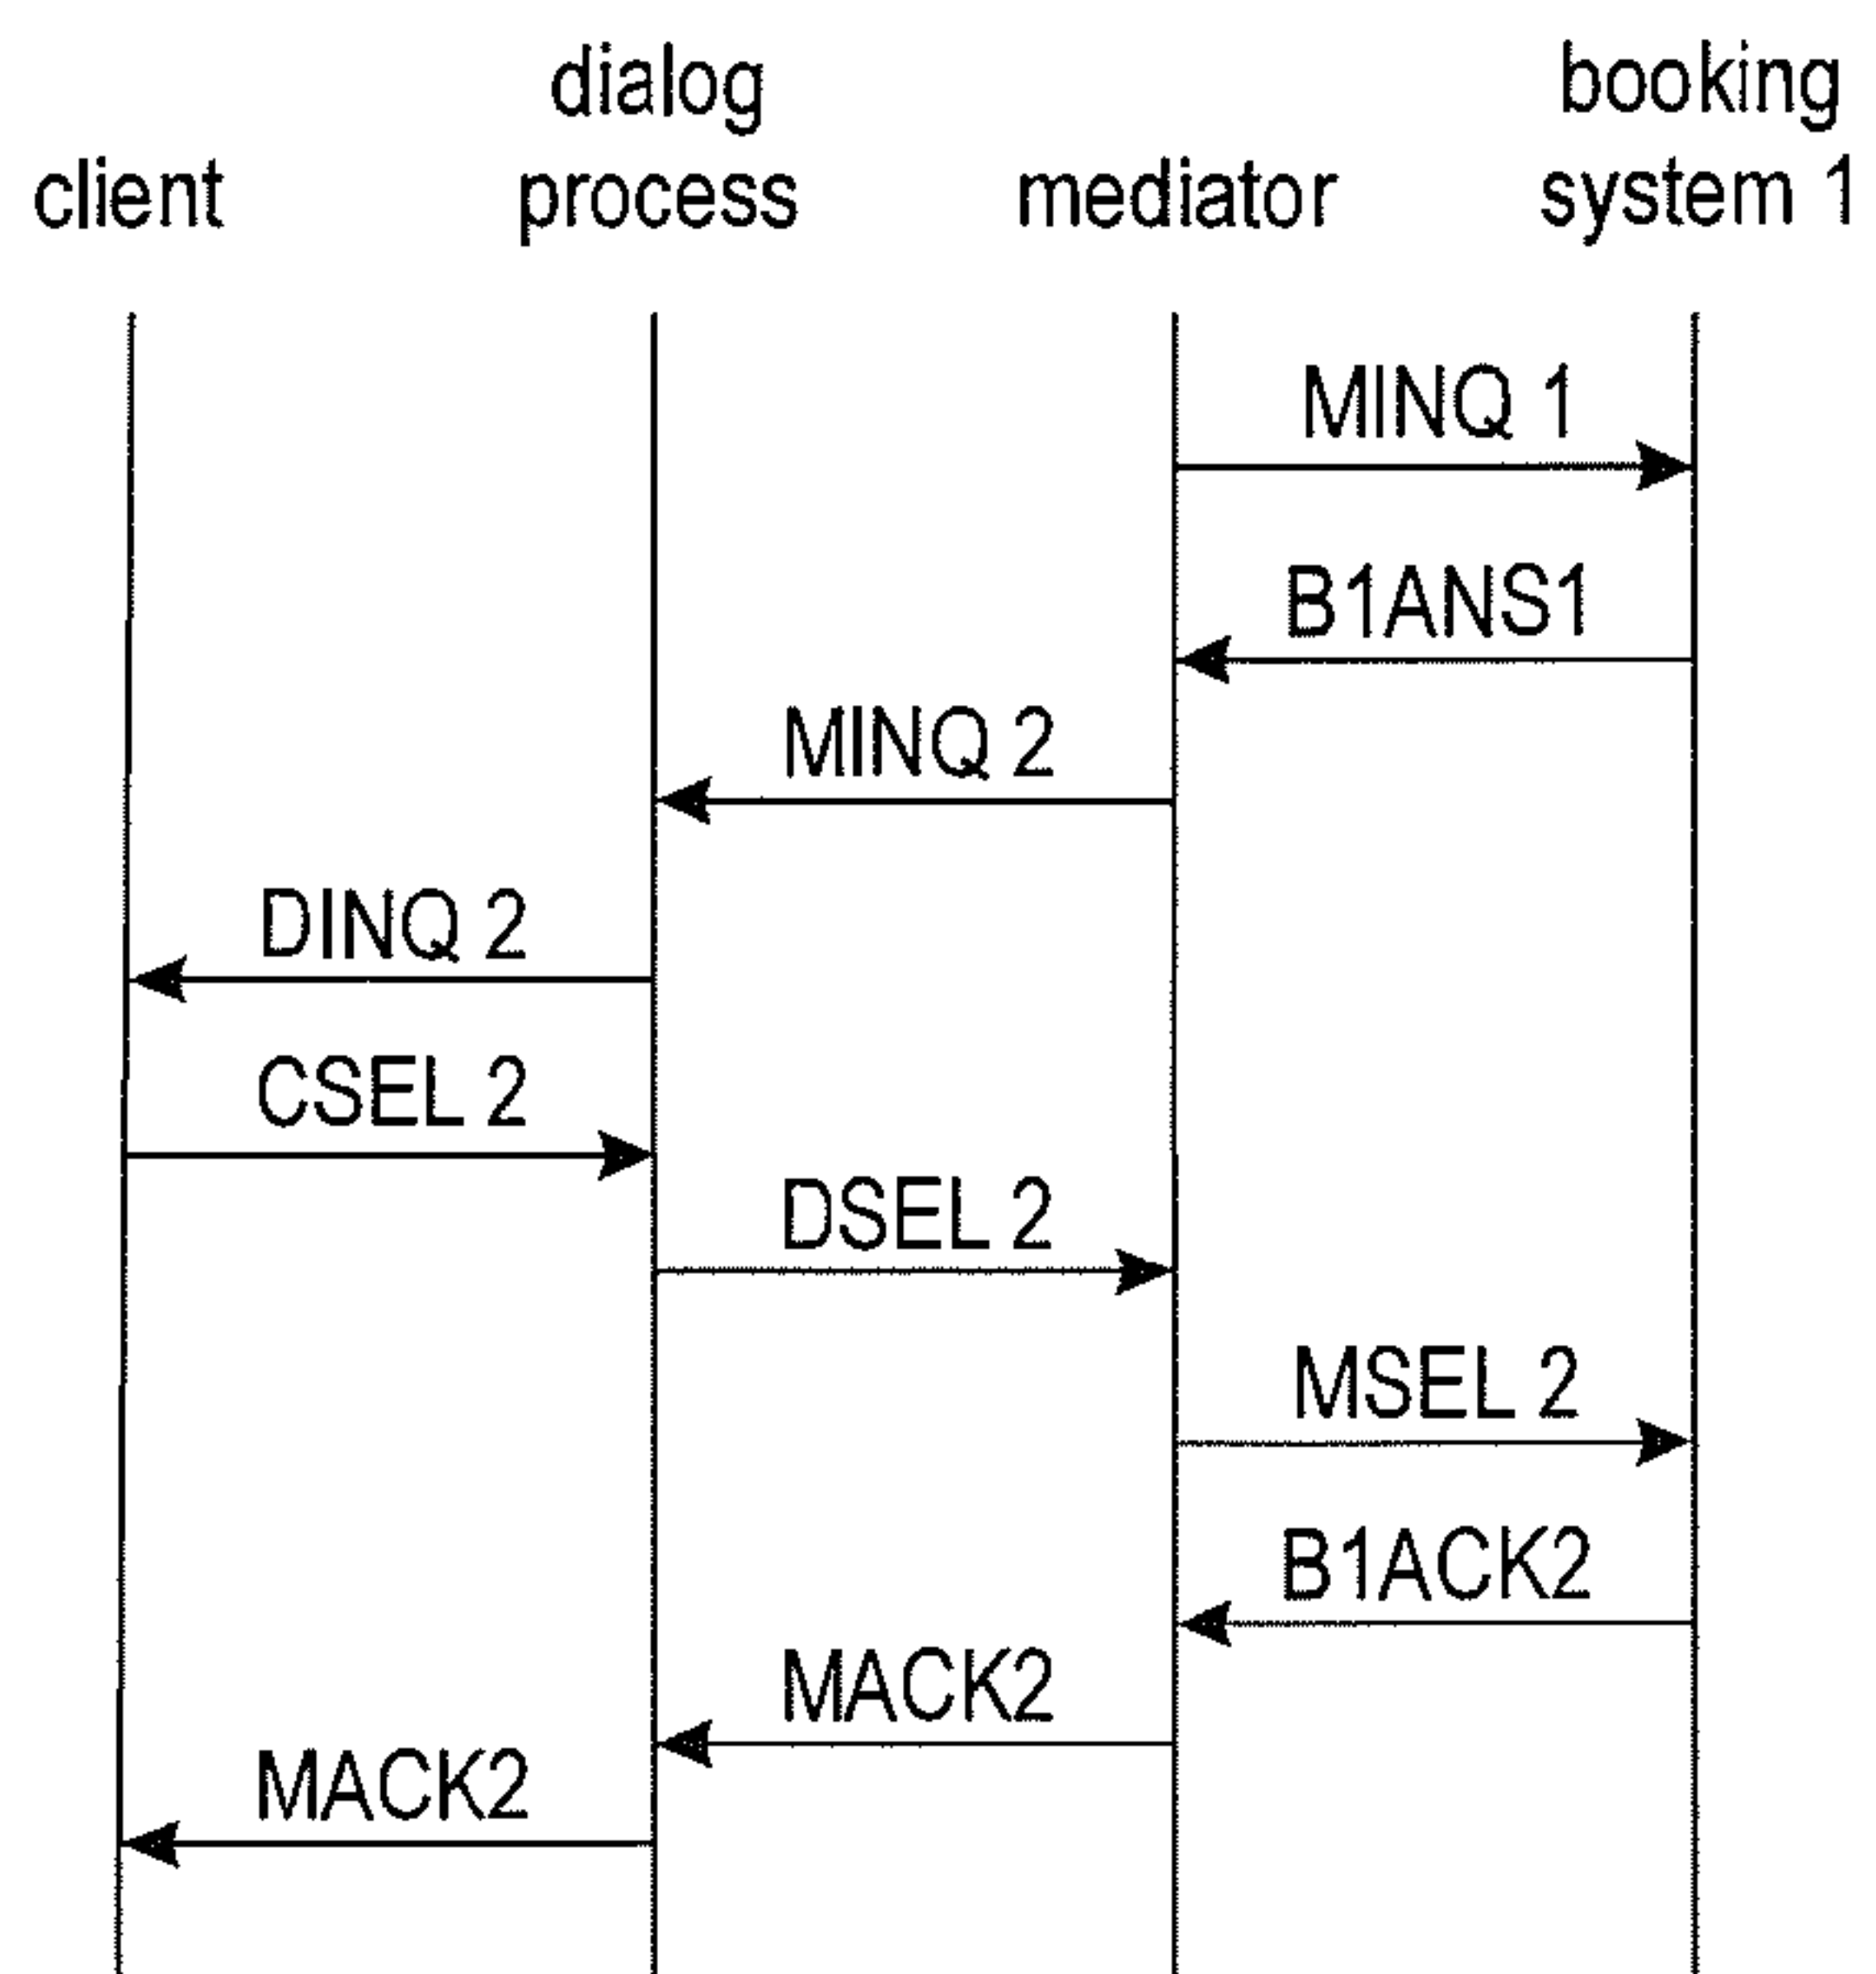 client
dialog
process
mediator
booking
system 1
MINQ 1
B1ANS1
MINQ 2
DINQ 2
CSEL 2
DSEL 2
MSEL 2
B1ACK2
MACK2
MACK2